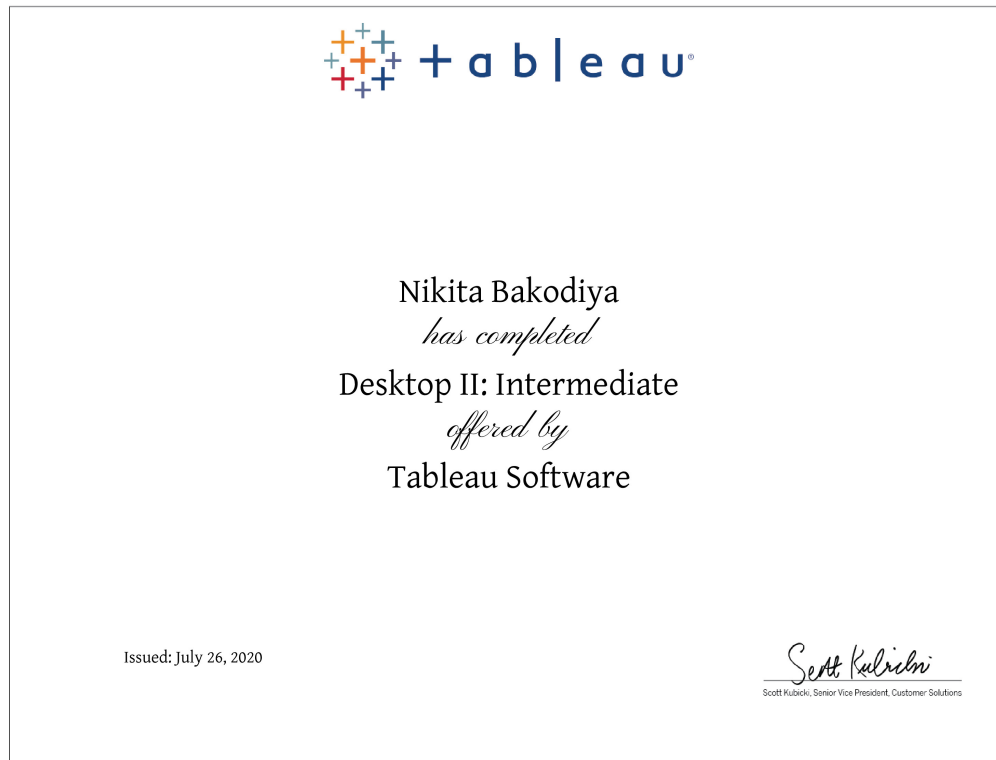 +ableau®
Nikita Bakodiya
has completed
Desktop II: Intermediate
offered by
Tableau Software
Issued: July 26, 2020
Scott Kubicki
Scott Kubicki, Senior Vice President, Customer Solutions